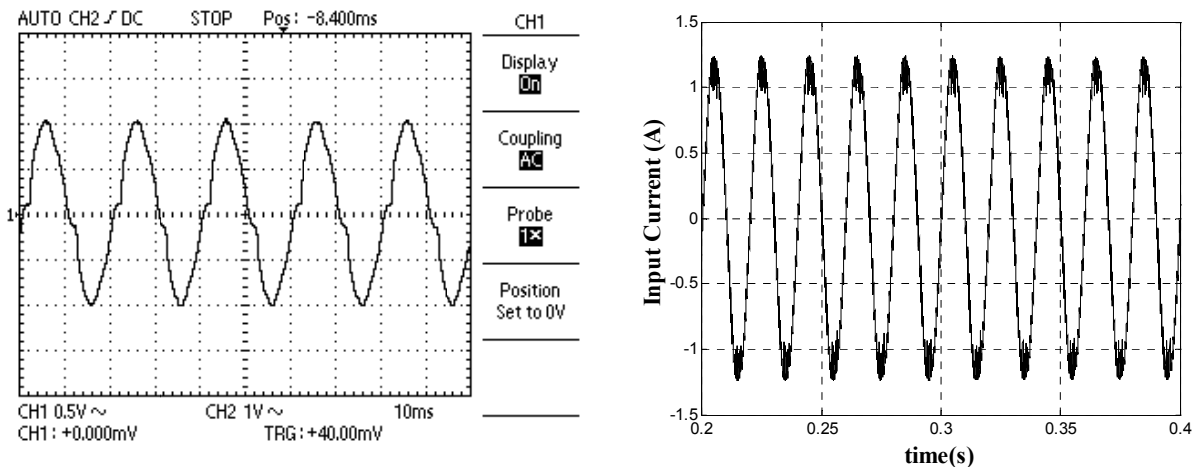 AUTO CH2 ⨍ DC STOP Pos: -8.400ms CH1
Display
On
Coupling
AC
Probe
1×
Position
Set to 0V
1
CH1 0.5V ~ CH2 1V ~ 10ms
CH1: +0.000mV TRG: +40.00mV
1.5
1
0.5
0
-0.5
-1
-1.5
Input Current (A)
0.2 0.25 0.3 0.35 0.4
time(s)